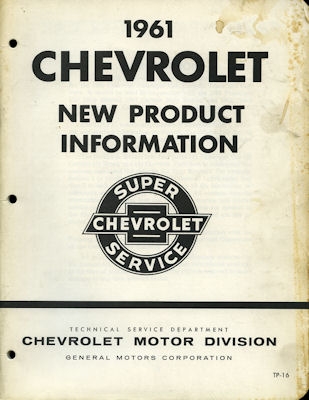 1961
CHEVROLET
NEW PRODUCT
INFORMATION
SUPER
CHEVROLET
SERVICE
TECHNICAL SERVICE DEPARTMENT
CHEVROLET MOTOR DIVISION
GENERAL MOTORS CORPORATION
TP-16